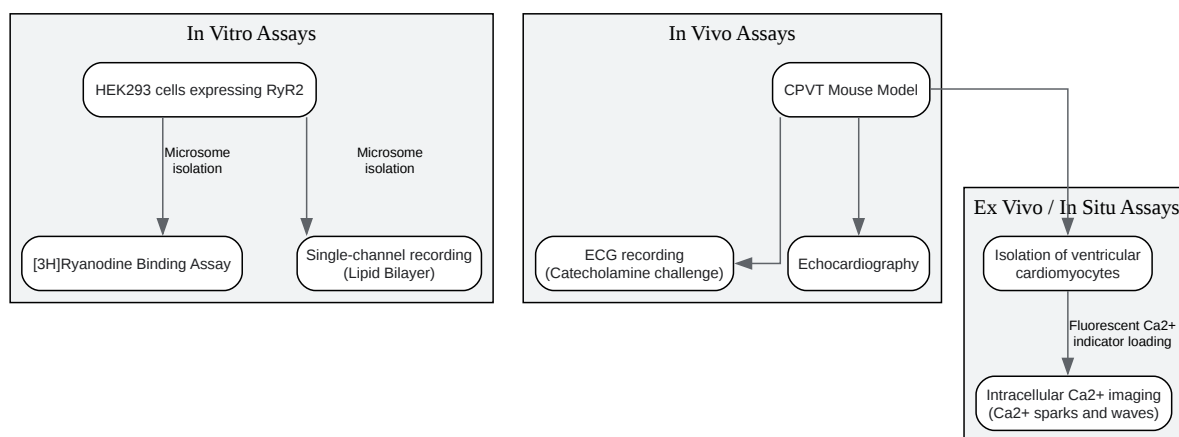 In Vitro Assays
HEK293 cells expressing RyR2
Microsome
isolation
Microsome
isolation
[3H]Ryanodine Binding Assay
Single-channel recording
(Lipid Bilayer)
In Vivo Assays
CPVT Mouse Model
ECG recording
(Catecholamine challenge)
Echocardiography
Ex Vivo / In Situ Assays
Isolation of ventricular
cardiomyocytes
Fluorescent Ca2+
indicator loading
Intracellular Ca2+ imaging
(Ca2+ sparks and waves)